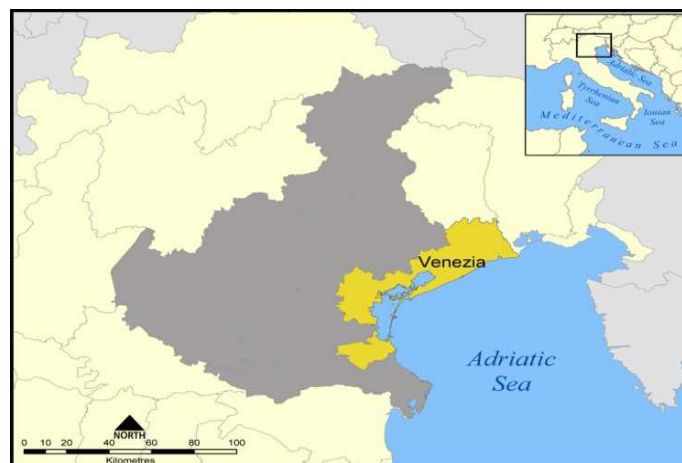 Adriatic
Sea
Tyrrhenian
Sea
Ionian
Sea
Mediterranean Sea
Venezia
Adriatic
Sea
NORTH
0 10 20 40 60 80 100
Kilometres